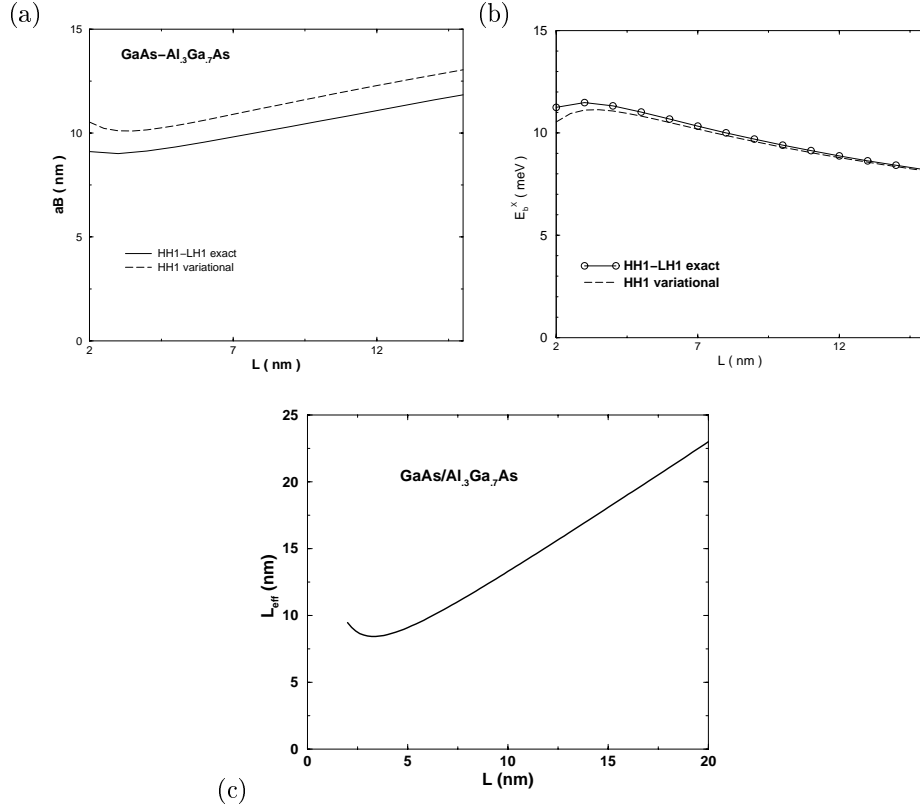 (a)
15
10
5
0
aB ( nm )
GaAs–Al.3Ga.7As
HH1–LH1 exact
HH1 variational
2
7
12
L ( nm )
(b)
15
10
5
0
E_b^X ( meV )
HH1–LH1 exact
HH1 variational
2
7
12
L ( nm )
(c)
25
20
15
10
5
0
L_eff (nm)
GaAs/Al.3Ga.7As
0
5
10
15
20
L (nm)